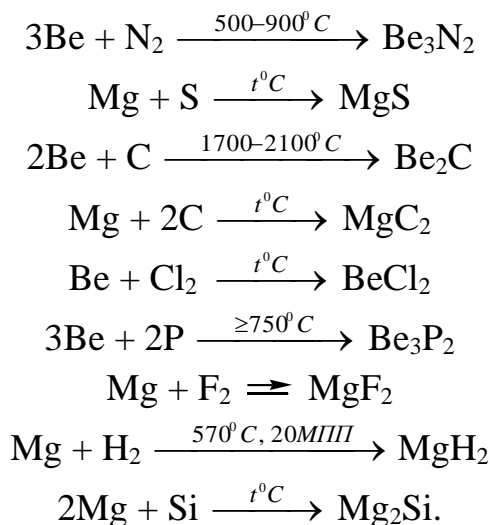 3Be + N₂ —500–900⁰C→ Be₃N₂
Mg + S —t⁰C→ MgS
2Be + C —1700–2100⁰C→ Be₂C
Mg + 2C —t⁰C→ MgC₂
Be + Cl₂ —t⁰C→ BeCl₂
3Be + 2P —≥750⁰C→ Be₃P₂
Mg + F₂ ⇌ MgF₂
Mg + H₂ —570⁰C, 20МПП→ MgH₂
2Mg + Si —t⁰C→ Mg₂Si.